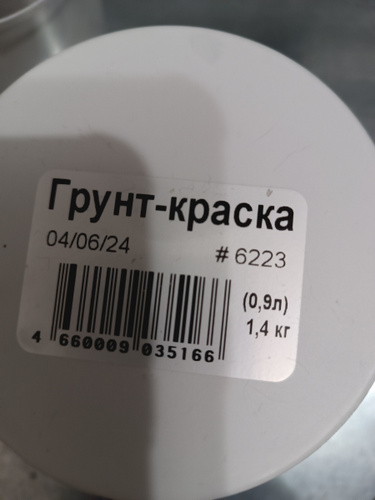 Грунт-краска
04/06/24 # 6223
(0,9л)
1,4 кг
4 660009 035166